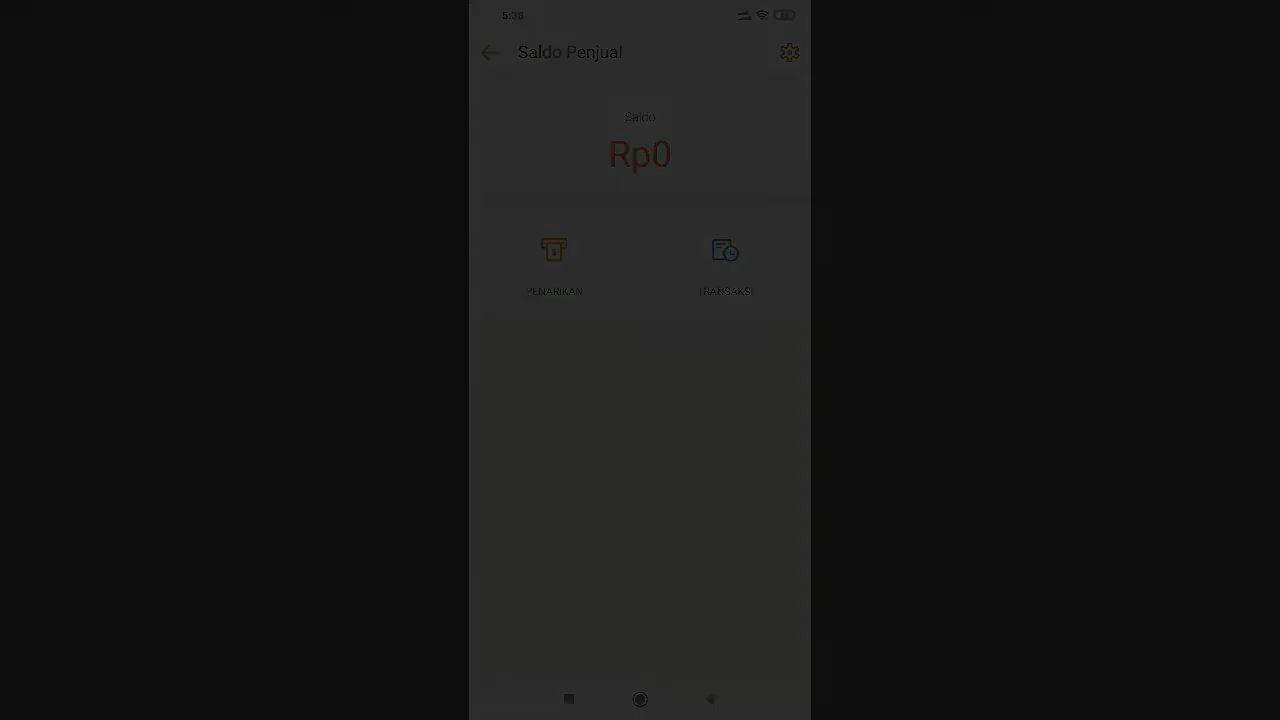 5:38
Saldo Penjual
Saldo
Rp0
PENARIKAN
TRANSAKSI